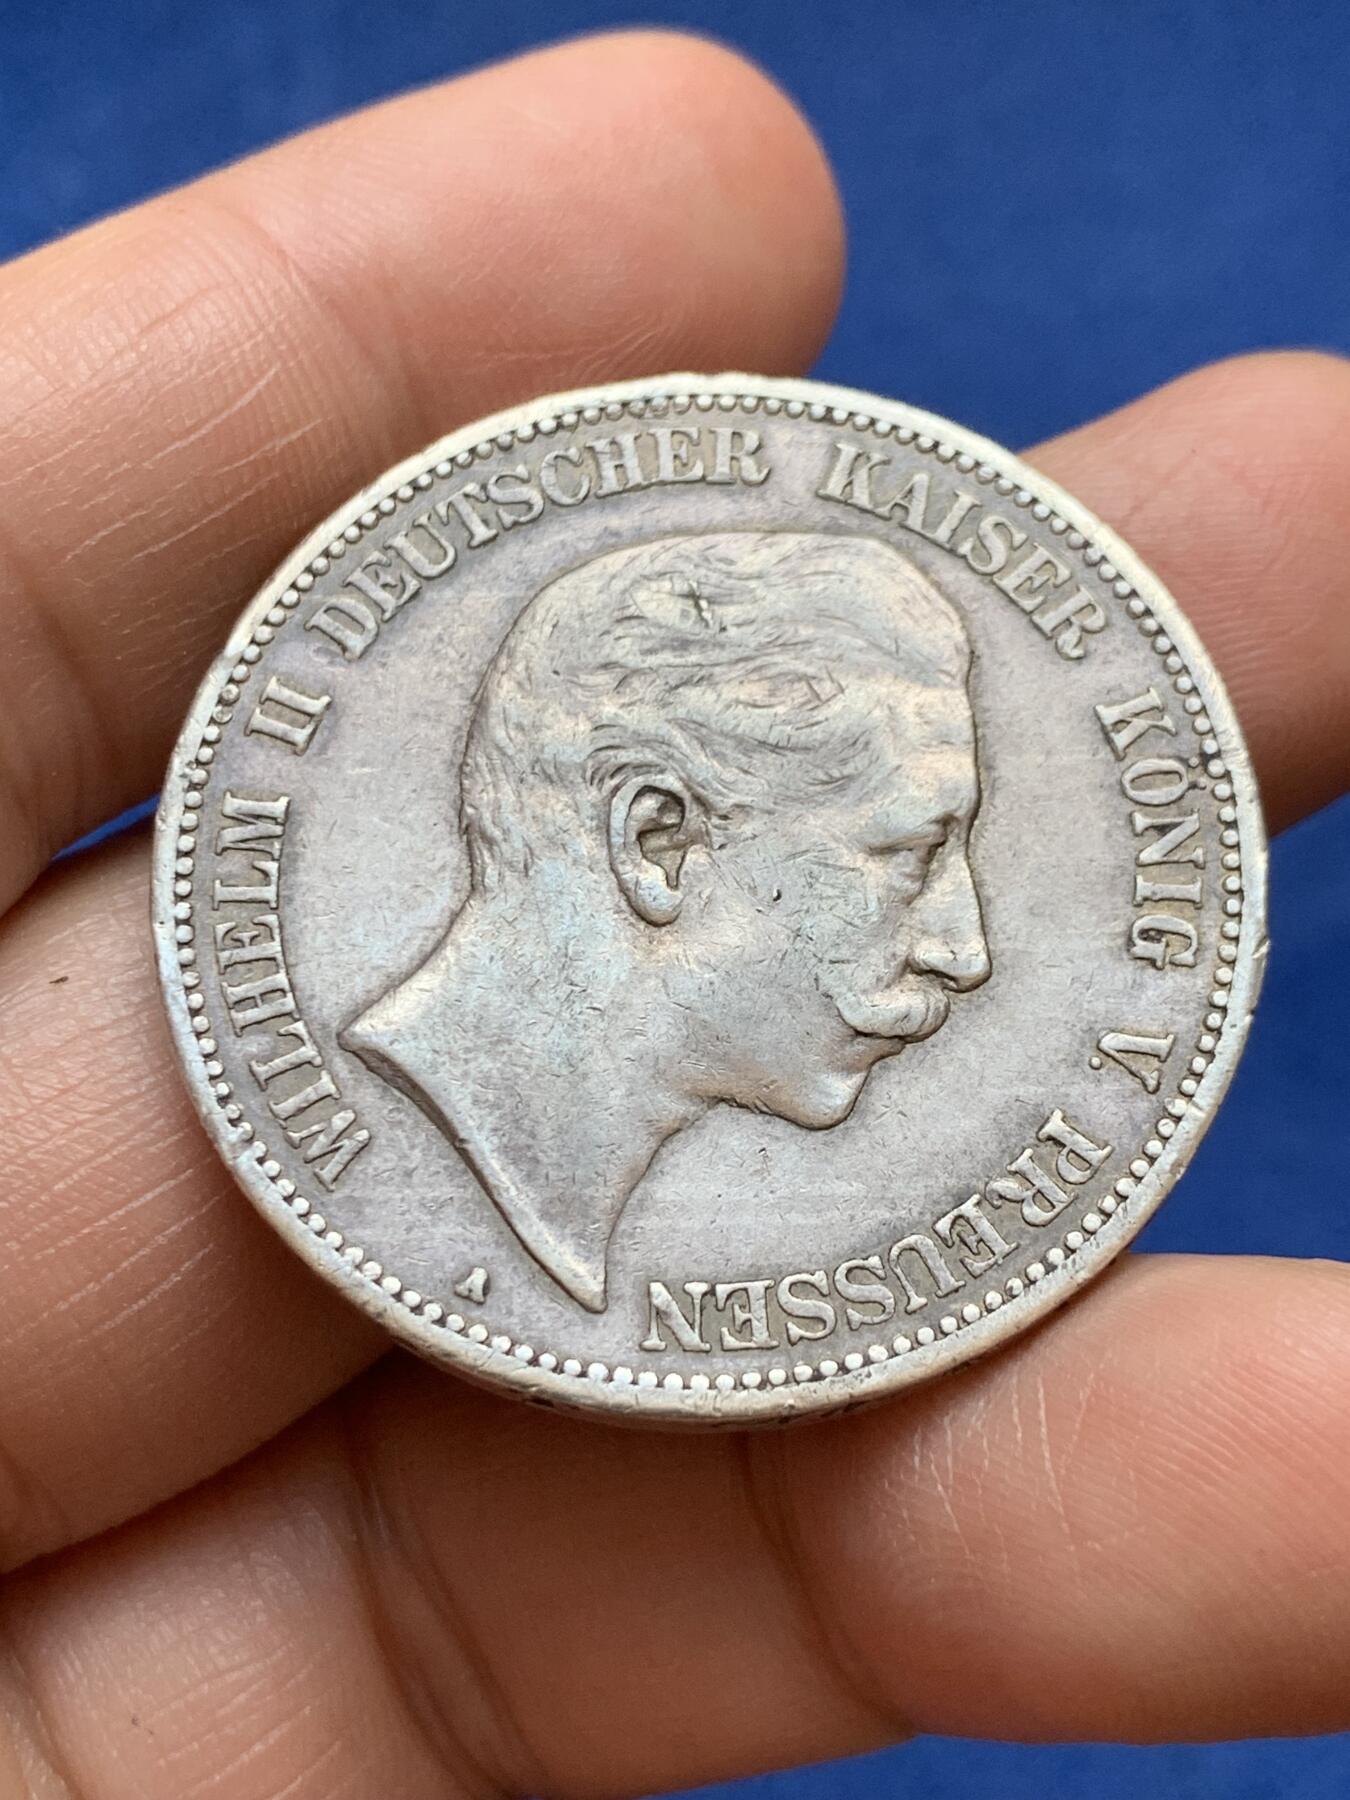 WILHELM II DEUTSCHER KAISER KÖNIG V. PREUSSEN
A